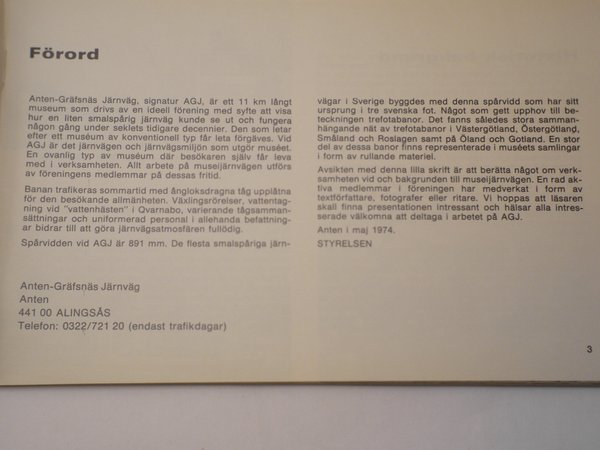 Förord
Anten-Gräfsnäs Järnväg, signatur AGJ, är ett 11 km långt
museum som drivs av en ideell förening med syfte att visa
hur en liten smalspårig järnväg kunde se ut och fungera
någon gång under seklets tidigare decennier. Den som letar
efter ett muséum av konventionell typ får leta förgäves. Vid
AGJ är det järnvägen och järnvägsmiljön som utgör muséet.
En ovanlig typ av museum där besökaren själv får leva
med i verksamheten. Allt arbete på museijärnvägen utförs
av föreningens medlemmar på dessas fritid.
Banan trafikeras sommartid med ångloksdragna tåg upplåtna
för den besökande allmänheten. Växlingsrörelser, vattentag-
ning vid "vattenhästen" i Qvarnabo, varierande tågsamman-
sättningar och uniformerad personal i allehanda befattning-
ar bidrar till att göra järnvägsatmosfären fullödig.
Spårvidden vid AGJ är 891 mm. De flesta smalspåriga järn-
Anten-Gräfsnäs Järnväg
Anten
441 00 ALINGSÅS
Telefon: 0322/721 20 (endast trafikdagar)
vägar i Sverige byggdes med denna spårvidd som har sitt
ursprung i tre svenska fot. Något som gett upphov till be-
teckningen trefotabanor. Det fanns således stora samman-
hängande nät av trefotabanor i Västergötland, Östergötland,
Småland och Roslagen samt på Öland och Gotland. En stor
del av dessa banor finns representerade i muséets samlingar
i form av rullande materiel.
Avsikten med denna lilla skrift är att berätta något om verk-
samheten vid och bakgrunden till museijärnvägen. En rad ak-
tiva medlemmar i föreningen har medverkat i form av
textförfattare, fotografer eller ritare. Vi hoppas att läsaren
skall finna presentationen intressant och hälsar alla intres-
serade välkomna att deltaga i arbetet på AGJ.
Anten i maj 1974.
STYRELSEN
3